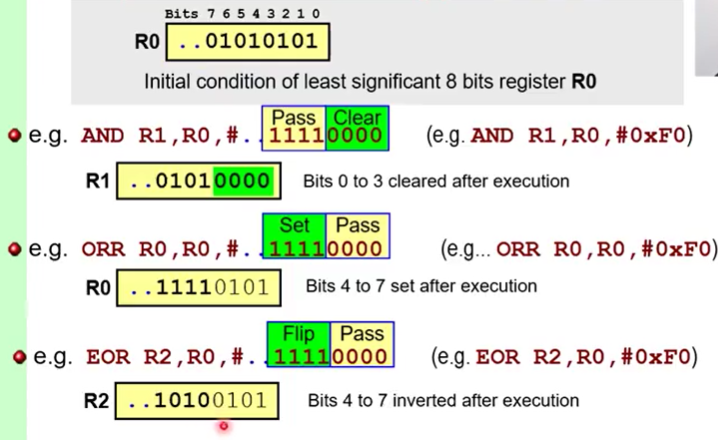 Bits 7 6 5 4 3 2 1 0
R0 ..01010101
Initial condition of least significant 8 bits register R0
Pass Clear
e.g. AND R1,R0,#..11110000 (e.g. AND R1,R0,#0xF0)
R1 ..01010000 Bits 0 to 3 cleared after execution
Set Pass
e.g. ORR R0,R0,#..11110000 (e.g... ORR R0,R0,#0xF0)
R0 ..11110101 Bits 4 to 7 set after execution
Flip Pass
e.g. EOR R2,R0,#..11110000 (e.g. EOR R2,R0,#0xF0)
R2 ..10100101 Bits 4 to 7 inverted after execution